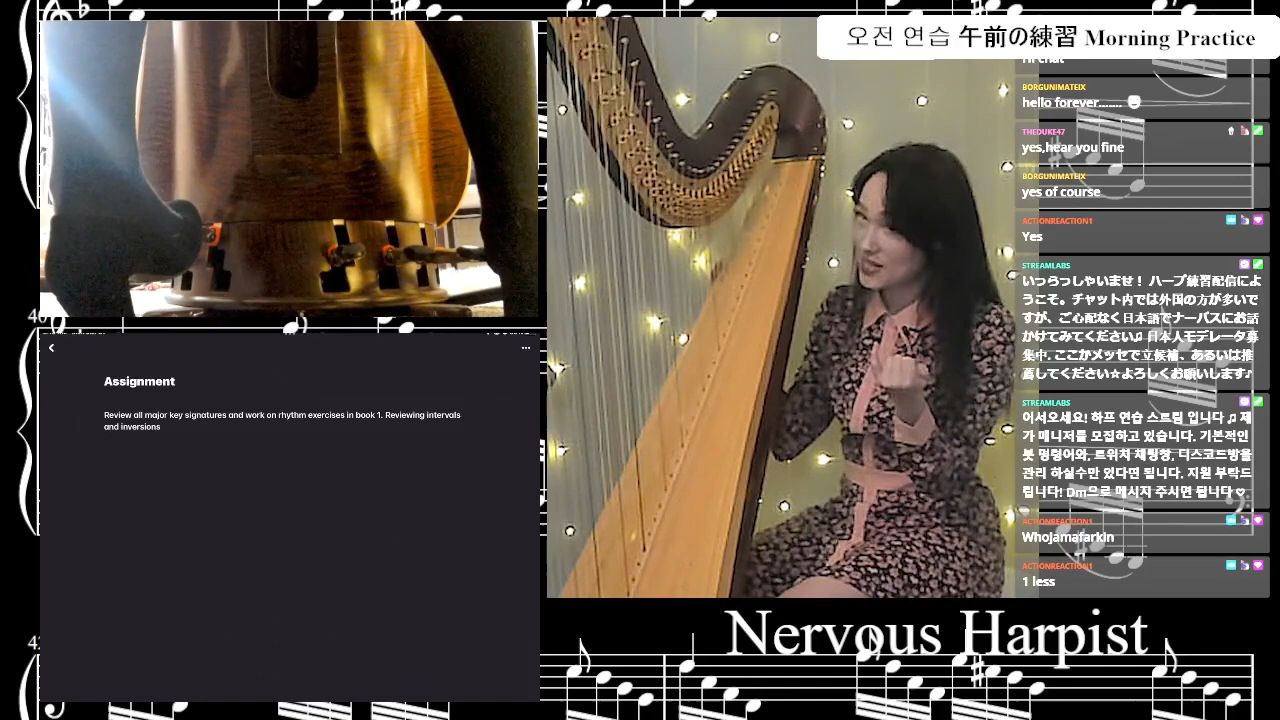 오전 연습 午前の練習 Morning Practice
Hi chat
BORGUNIMATEIX
hello forever.......
THEDUKE47
yes,hear you fine
BORGUNIMATEIX
yes of course
ACTIONREACTION1
Yes
STREAMLABS
いらっしゃいませ！ ハープ練習配信によ
うこそ。チャット内では外国の方が多いで
すが、ご心配なく日本語でナーバスにお話
かけてみてください♫ 日本人モデレータ募
集中. ここかメッセで立候補、あるいは推
薦してください☆よろしくお願いします♪
STREAMLABS
어서오세요! 하프 연습 스트림 입니다 ♫ 제
가 매니저를 모집하고 있습니다. 기본적인
봇 명령어와, 트위치 채팅창, 디스코드방을
관리 하실수만 있다면 됩니다. 지원 부탁드
립니다! Dm으로 메시지 주시면 됩니다 ♡
ACTIONREACTION1
Whojamafarkin
ACTIONREACTION1
1 less
Assignment
Review all major key signatures and work on rhythm exercises in book 1. Reviewing intervals
and inversions
Nervous Harpist